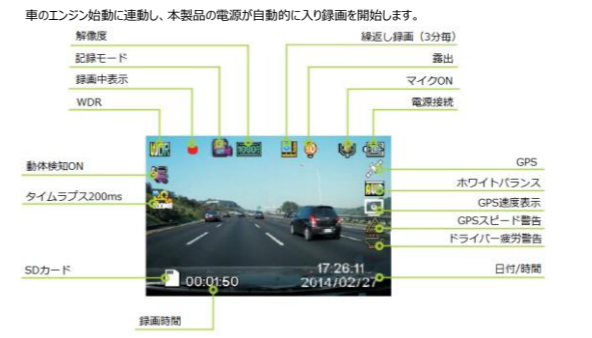 車のエンジン始動に連動し、本製品の電源が自動的に入り録画を開始します。
解像度
繰返し録画（3分毎）
記録モード
露出
録画中表示
マイクON
WDR
電源接続
WDR
1080P
動体検知ON
GPS
ホワイトバランス
タイムラプス200ms
GPS速度表示
GPSスピード警告
ドライバー疲労警告
SDカード
17:26:11
日付/時間
00:01:50
2014/02/27
録画時間